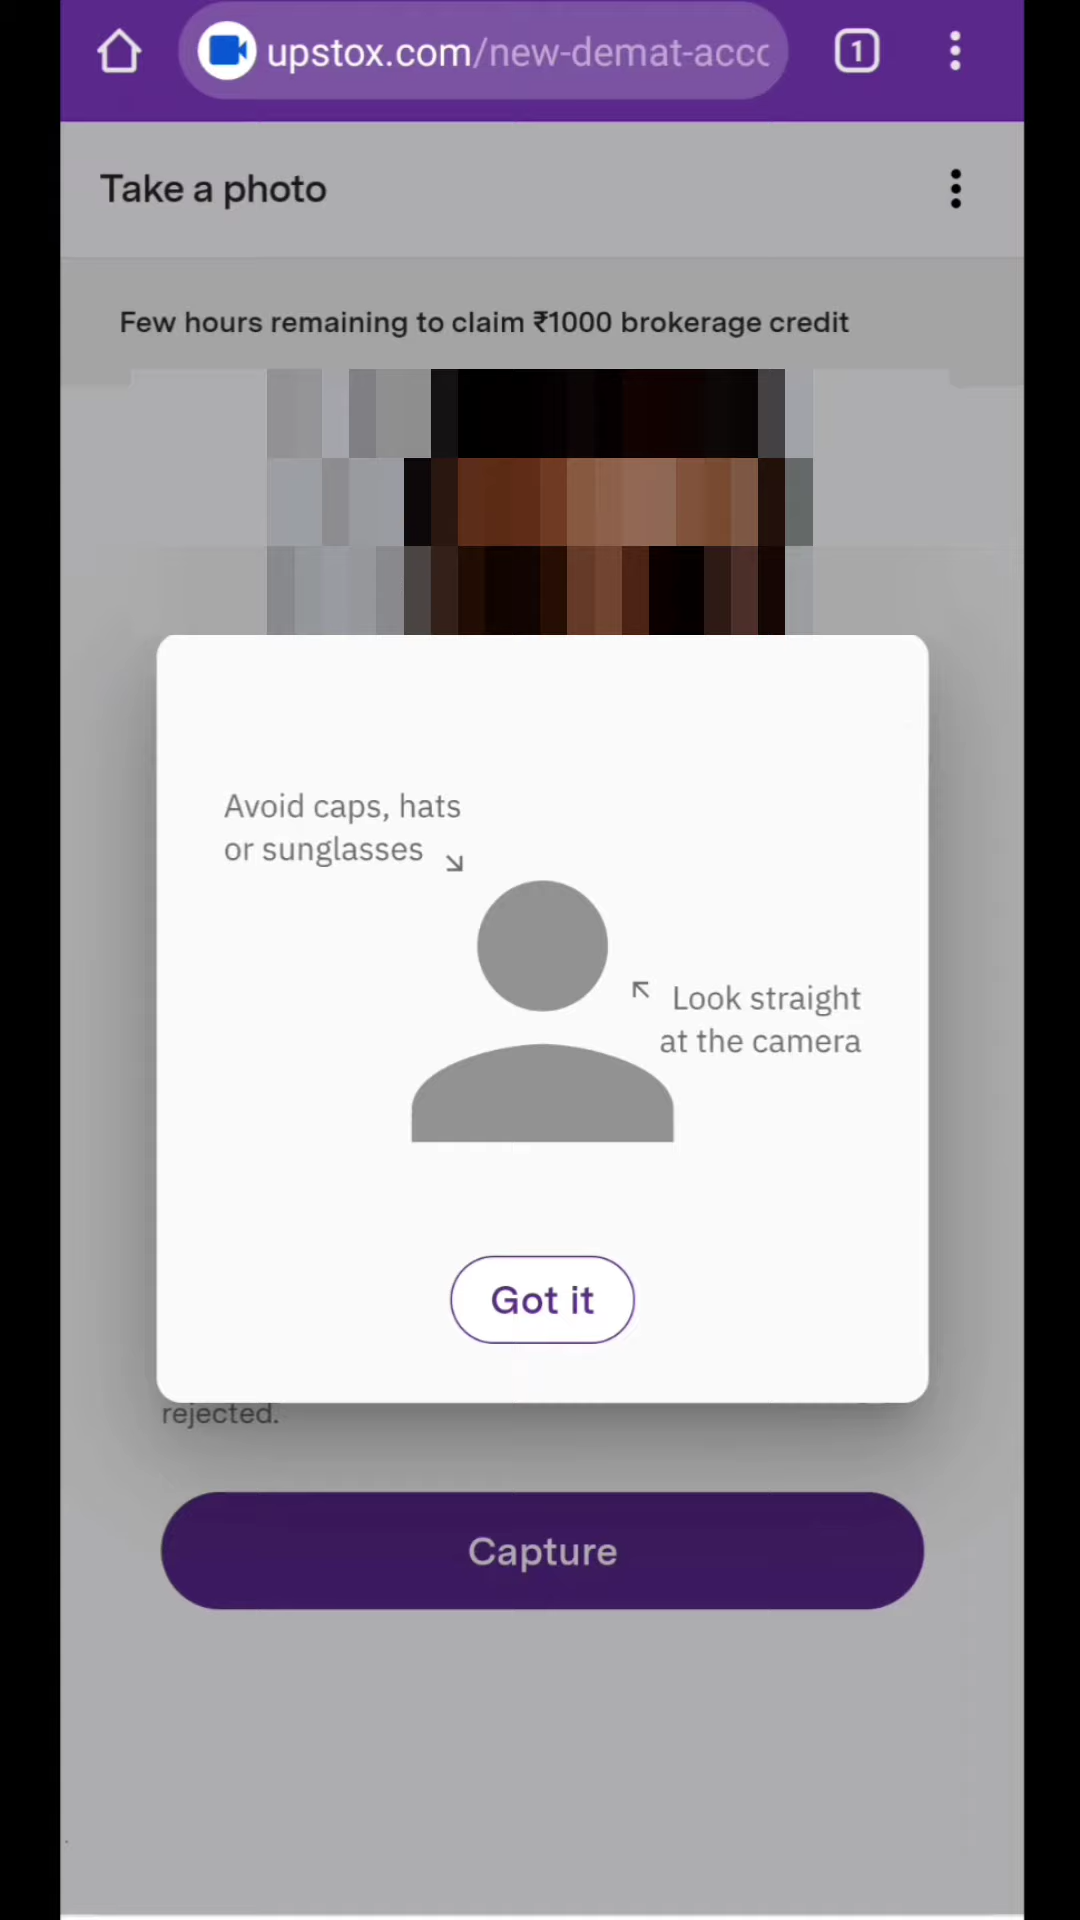 upstox.com/new-demat-acco
1
Take a photo
Few hours remaining to claim ₹1000 brokerage credit
Avoid caps, hats
or sunglasses
Look straight
at the camera
Got it
rejected.
Capture